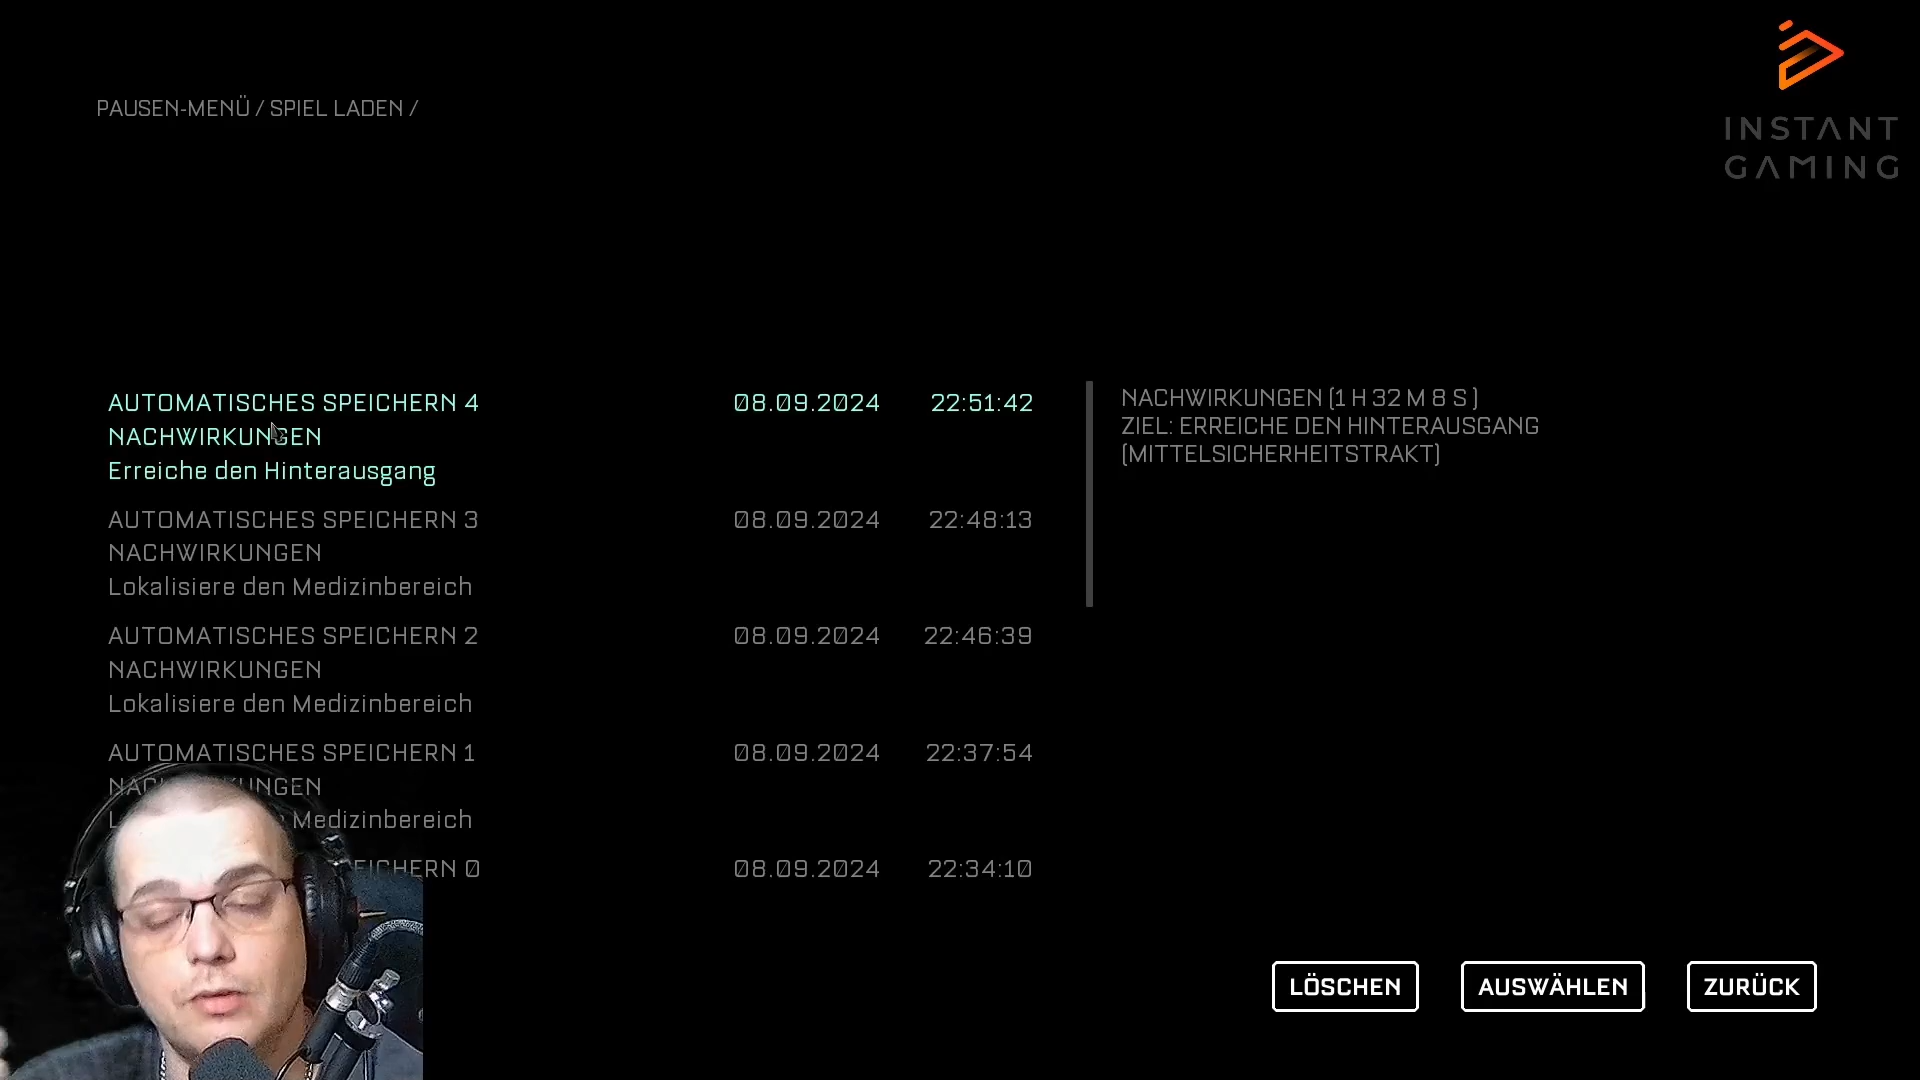 INSTANT
GAMING
PAUSEN-MENÜ / SPIEL LADEN /
AUTOMATISCHES SPEICHERN 4 08.09.2024 22:51:42
NACHWIRKUNGEN
Erreiche den Hinterausgang
AUTOMATISCHES SPEICHERN 3 08.09.2024 22:48:13
NACHWIRKUNGEN
Lokalisiere den Medizinbereich
AUTOMATISCHES SPEICHERN 2 08.09.2024 22:46:39
NACHWIRKUNGEN
Lokalisiere den Medizinbereich
AUTOMATISCHES SPEICHERN 1 08.09.2024 22:37:54
NACHWIRKUNGEN
Medizinbereich
SPEICHERN 0 08.09.2024 22:34:10
NACHWIRKUNGEN (1 H 32 M 8 S )
ZIEL: ERREICHE DEN HINTERAUSGANG
(MITTELSICHERHEITSTRAKT)
LÖSCHEN
AUSWÄHLEN
ZURÜCK